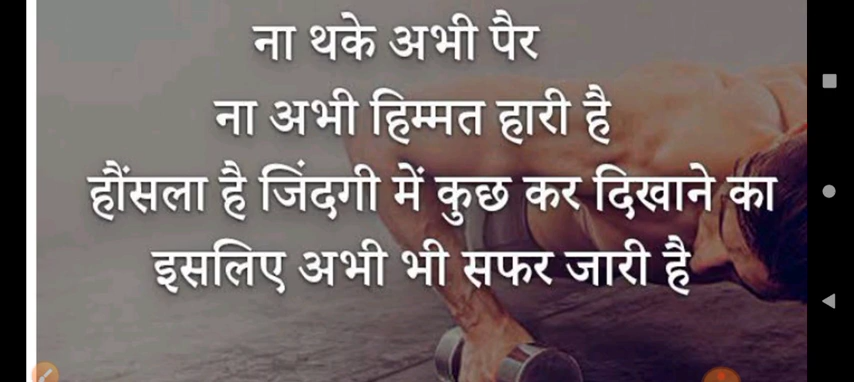 ना थके अभी पैर
ना अभी हिम्मत हारी है
हौंसला है जिंदगी में कुछ कर दिखाने का
इसलिए अभी भी सफर जारी है